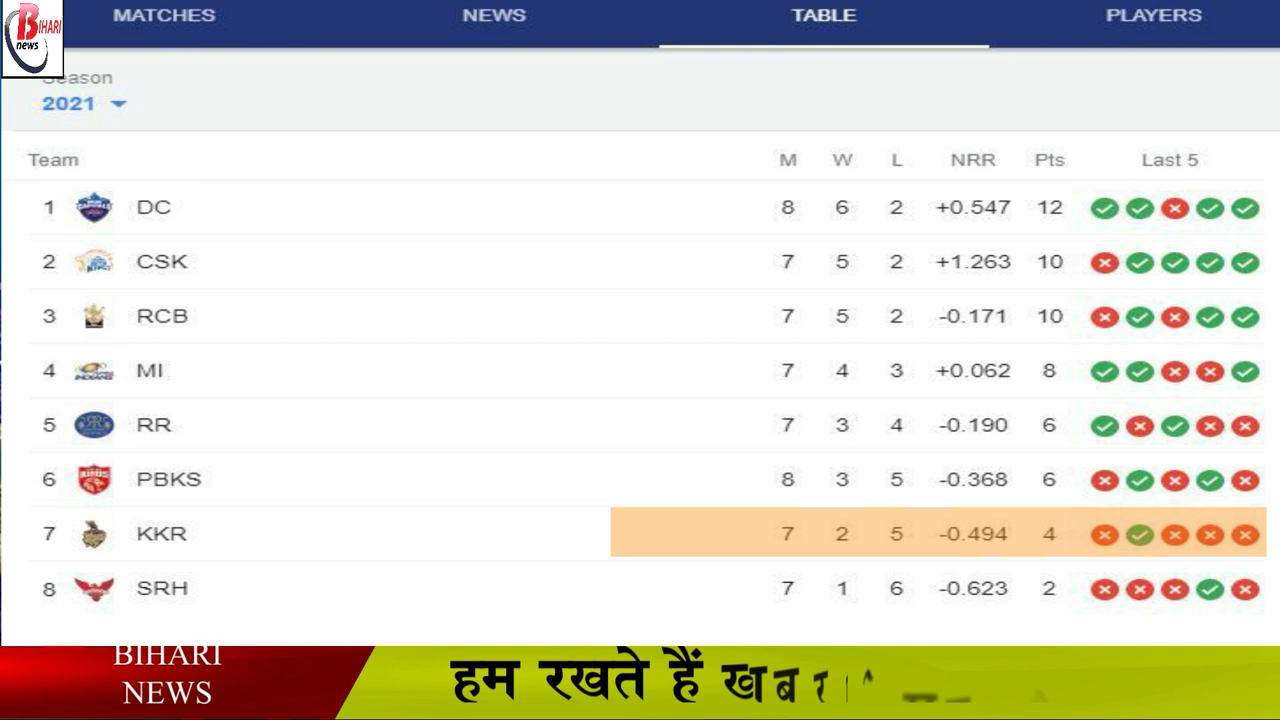 MATCHES NEWS TABLE PLAYERS
BIHARI
news
Season
2021
Team M W L NRR Pts Last 5
1 DC 8 6 2 +0.547 12
2 CSK 7 5 2 +1.263 10
3 RCB 7 5 2 -0.171 10
4 MI 7 4 3 +0.062 8
5 RR 7 3 4 -0.190 6
6 PBKS 8 3 5 -0.368 6
7 KKR 7 2 5 -0.494 4
8 SRH 7 1 6 -0.623 2
BIHARI
NEWS
हम रखते हैं खबर